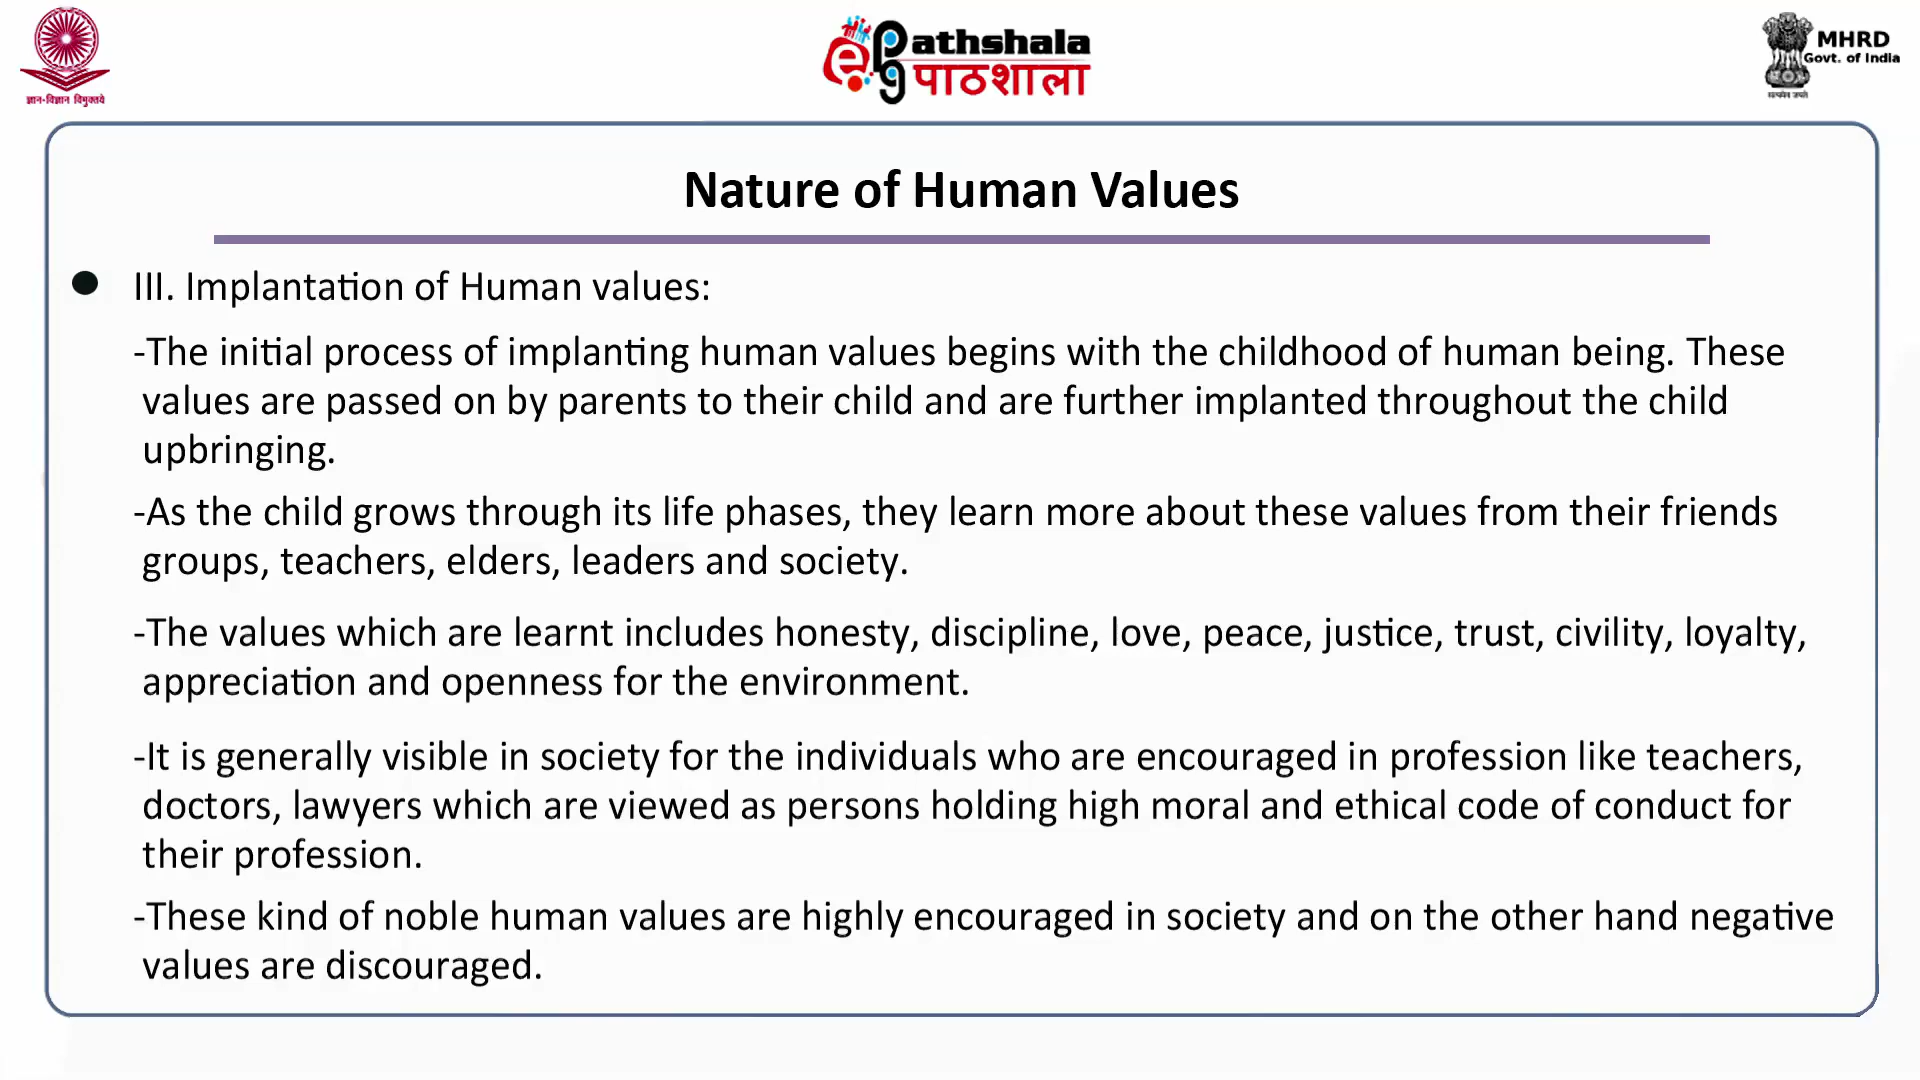 ज्ञान-विज्ञान विमुक्तये
e pg athshala
पाठशाला
MHRD
Govt. of India
सत्यमेव जयते
Nature of Human Values
III. Implantation of Human values:
-The initial process of implanting human values begins with the childhood of human being. These
values are passed on by parents to their child and are further implanted throughout the child
upbringing.
-As the child grows through its life phases, they learn more about these values from their friends
groups, teachers, elders, leaders and society.
-The values which are learnt includes honesty, discipline, love, peace, justice, trust, civility, loyalty,
appreciation and openness for the environment.
-It is generally visible in society for the individuals who are encouraged in profession like teachers,
doctors, lawyers which are viewed as persons holding high moral and ethical code of conduct for
their profession.
-These kind of noble human values are highly encouraged in society and on the other hand negative
values are discouraged.